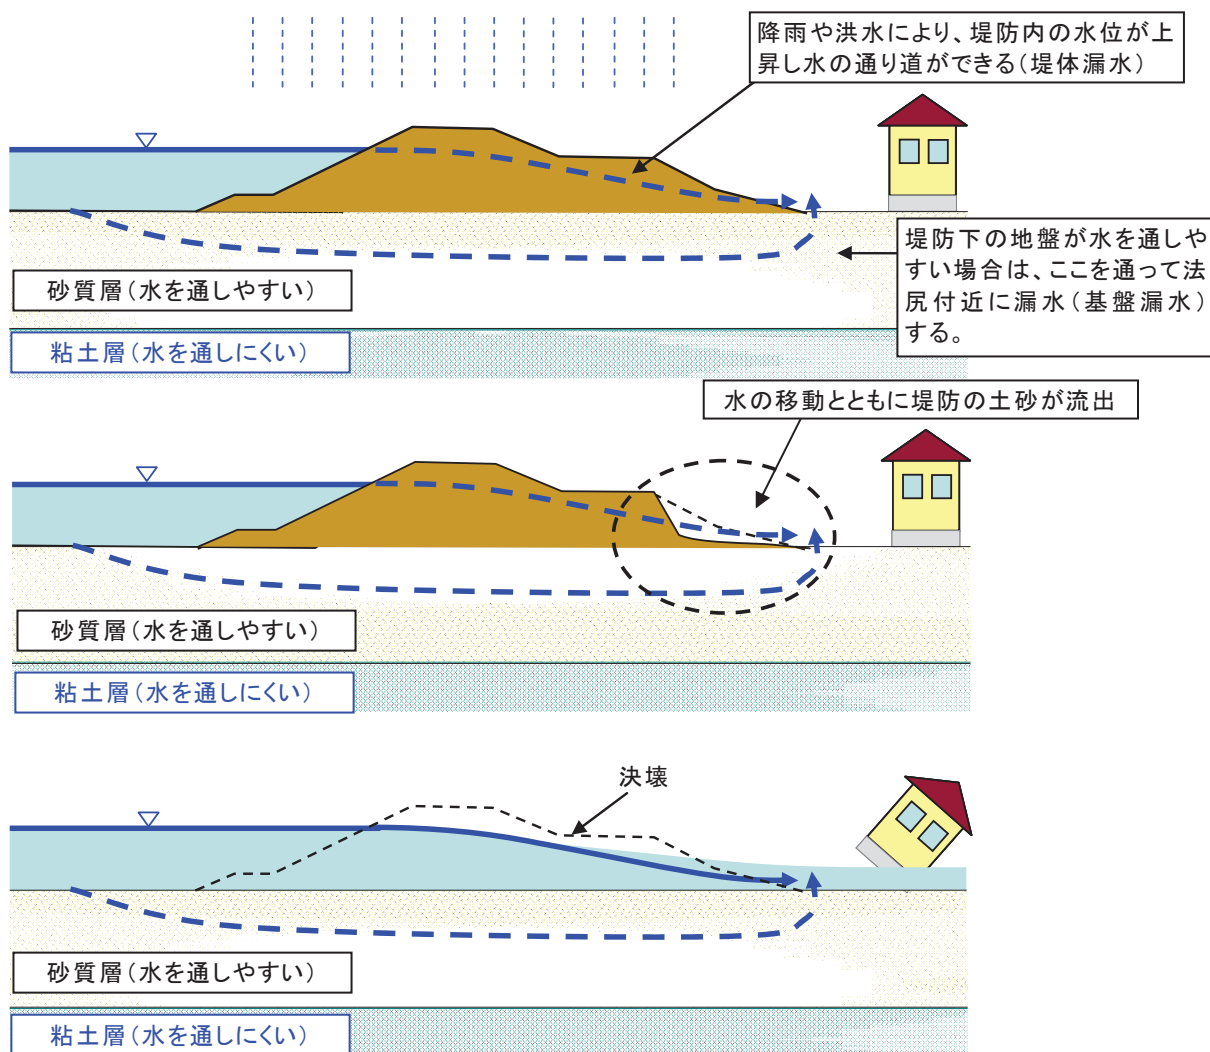 降雨や洪水により、堤防内の水位が上
昇し水の通り道ができる(堤体漏水)
堤防下の地盤が水を通しや
すい場合は、ここを通って法
尻付近に漏水(基盤漏水)
する。
砂質層(水を通しやすい)
粘土層(水を通しにくい)
水の移動とともに堤防の土砂が流出
砂質層(水を通しやすい)
粘土層(水を通しにくい)
決壊
砂質層(水を通しやすい)
粘土層(水を通しにくい)